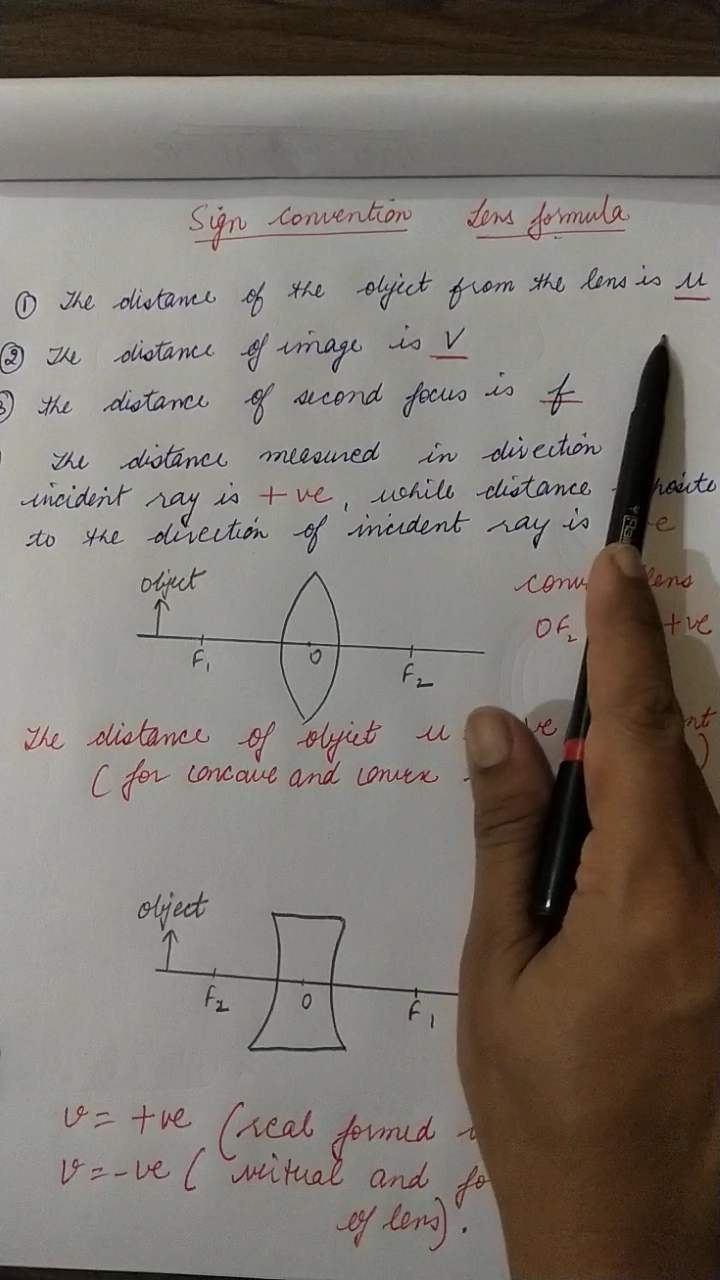 Sign convention Lens formula
① The distance of the object from the lens is u
② The distance of image is V
the distance of second focus is f
The distance measured in direction
incident ray is +ve, while distance
to the direction of incident ray is
object
F₁ O F₂
lens
OF₂ +ve
The distance of object u
(for concave and convex )
object
F₂ O F₁
v = +ve (real formed
v = -ve ( virtual and
of lens).